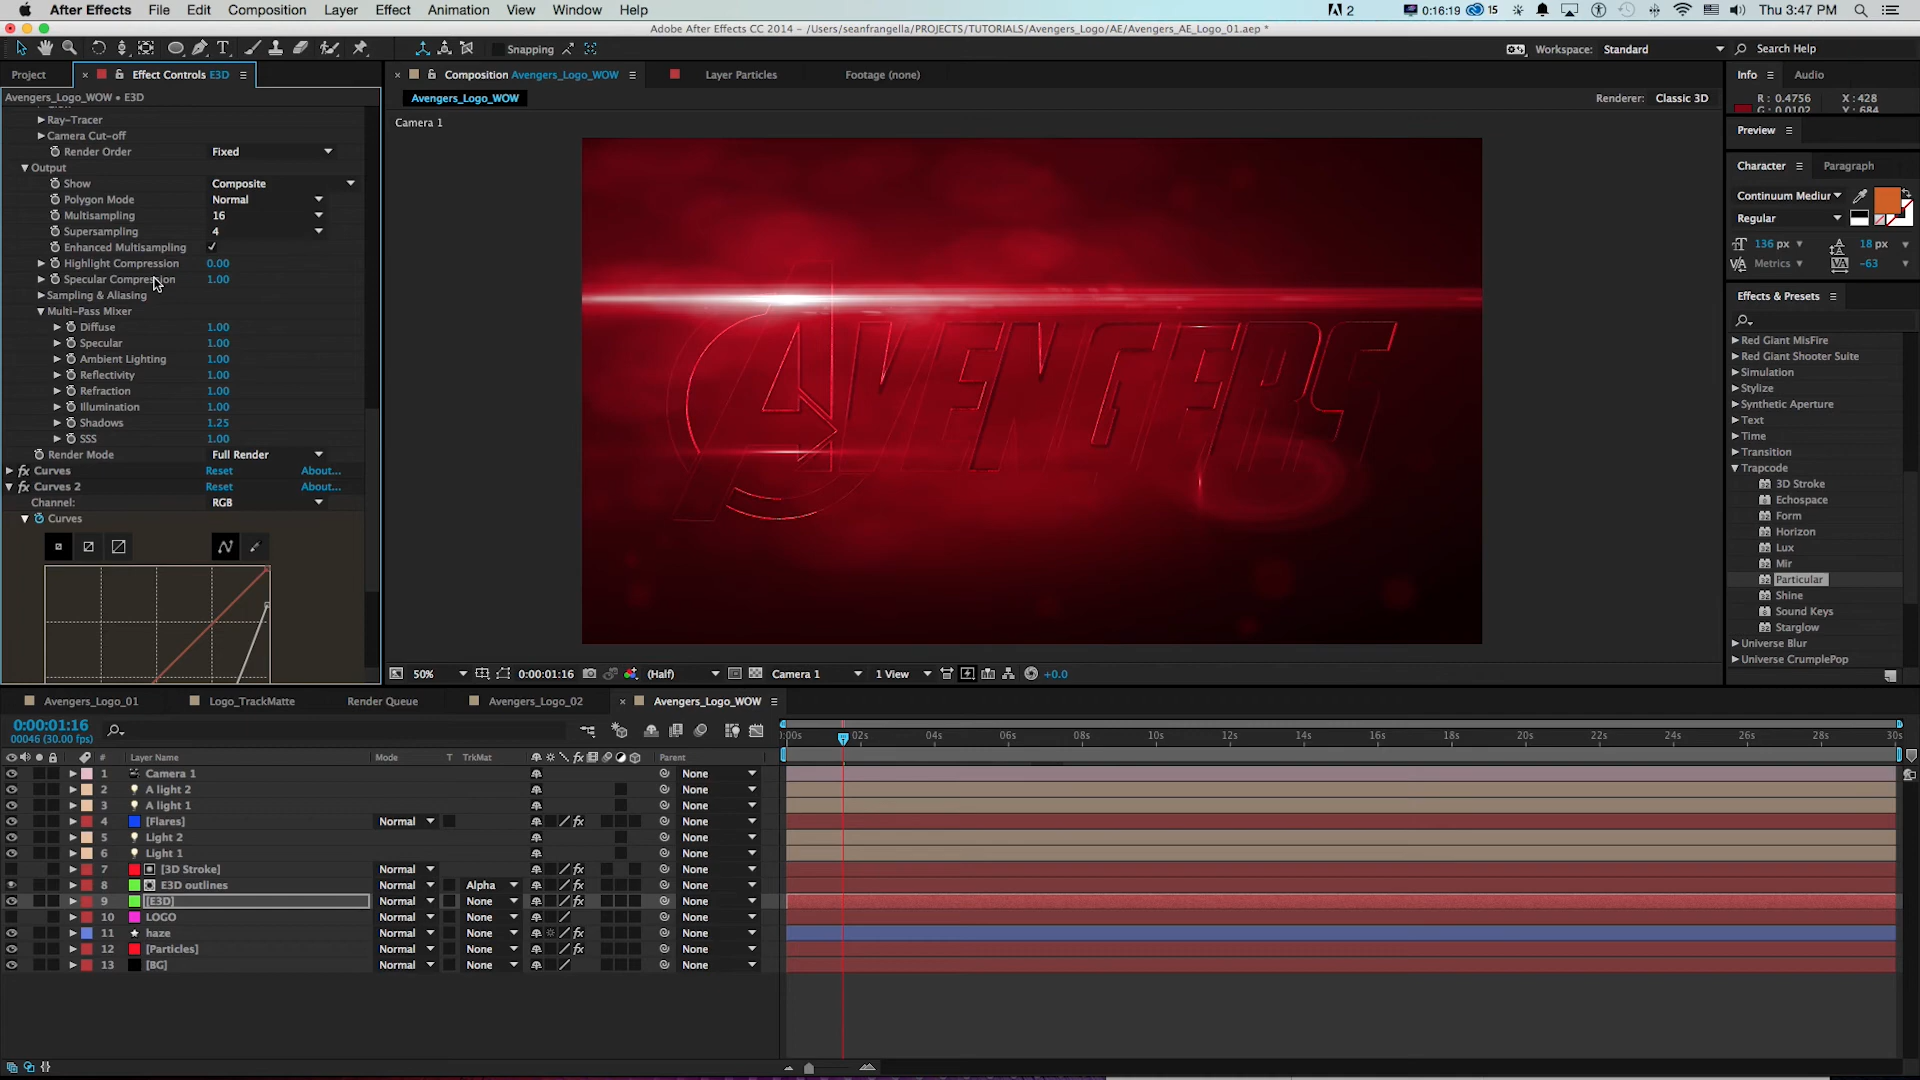 After Effects File Edit Composition Layer Effect Animation View Window Help 2 0:16:19 15 Thu 3:47 PM
Adobe After Effects CC 2014 - /Users/seanfrangella/PROJECTS/TUTORIALS/Avengers_Logo/AE/Avengers_AE_Logo_01.aep *
Snapping Workspace: Standard Search Help
Project Effect Controls E3D Composition Avengers_Logo_WOW Layer Particles Footage (none) Info Audio
Avengers_Logo_WOW • E3D Avengers_Logo_WOW Renderer: Classic 3D R : 0.4756 X : 428
G : 0.0102 Y : 684
Ray-Tracer Camera 1
Camera Cut-off Preview
Render Order Fixed
Output Character Paragraph
Show Composite
Polygon Mode Normal Continuum Mediur
Multisampling 16 Regular
Supersampling 4
Enhanced Multisampling 136 px 18 px
Highlight Compression 0.00 Metrics -63
Specular Compression 1.00
Sampling & Aliasing Effects & Presets
Multi-Pass Mixer
Diffuse 1.00
Specular 1.00 Red Giant MisFire
Ambient Lighting 1.00 Red Giant Shooter Suite
Reflectivity 1.00 Simulation
Refraction 1.00 Stylize
Illumination 1.00 Synthetic Aperture
Shadows 1.25 Text
SSS 1.00 Time
Render Mode Full Render Transition
Curves Reset About... Trapcode
Curves 2 Reset About... 3D Stroke
Channel: RGB Echospace
Curves Form
Horizon
Lux
Mir
Particular
Shine
Sound Keys
Starglow
Universe Blur
Universe CrumplePop
AVENGERS
50% 0:00:01:16 (Half) Camera 1 1 View +0.0
Avengers_Logo_01 Logo_TrackMatte Render Queue Avengers_Logo_02 Avengers_Logo_WOW
0:00:01:16
00046 (30.00 fps) :00s 02s 04s 06s 08s 10s 12s 14s 16s 18s 20s 22s 24s 26s 28s 30s
# Layer Name Mode T TrkMat Parent
1 Camera 1 None
2 A light 2 None
3 A light 1 None
4 [Flares] Normal None
5 Light 2 None
6 Light 1 None
7 [3D Stroke] Normal None
8 E3D outlines Normal Alpha None
9 [E3D] Normal None None
10 LOGO Normal None None
11 haze Normal None None
12 [Particles] Normal None None
13 [BG] Normal None None